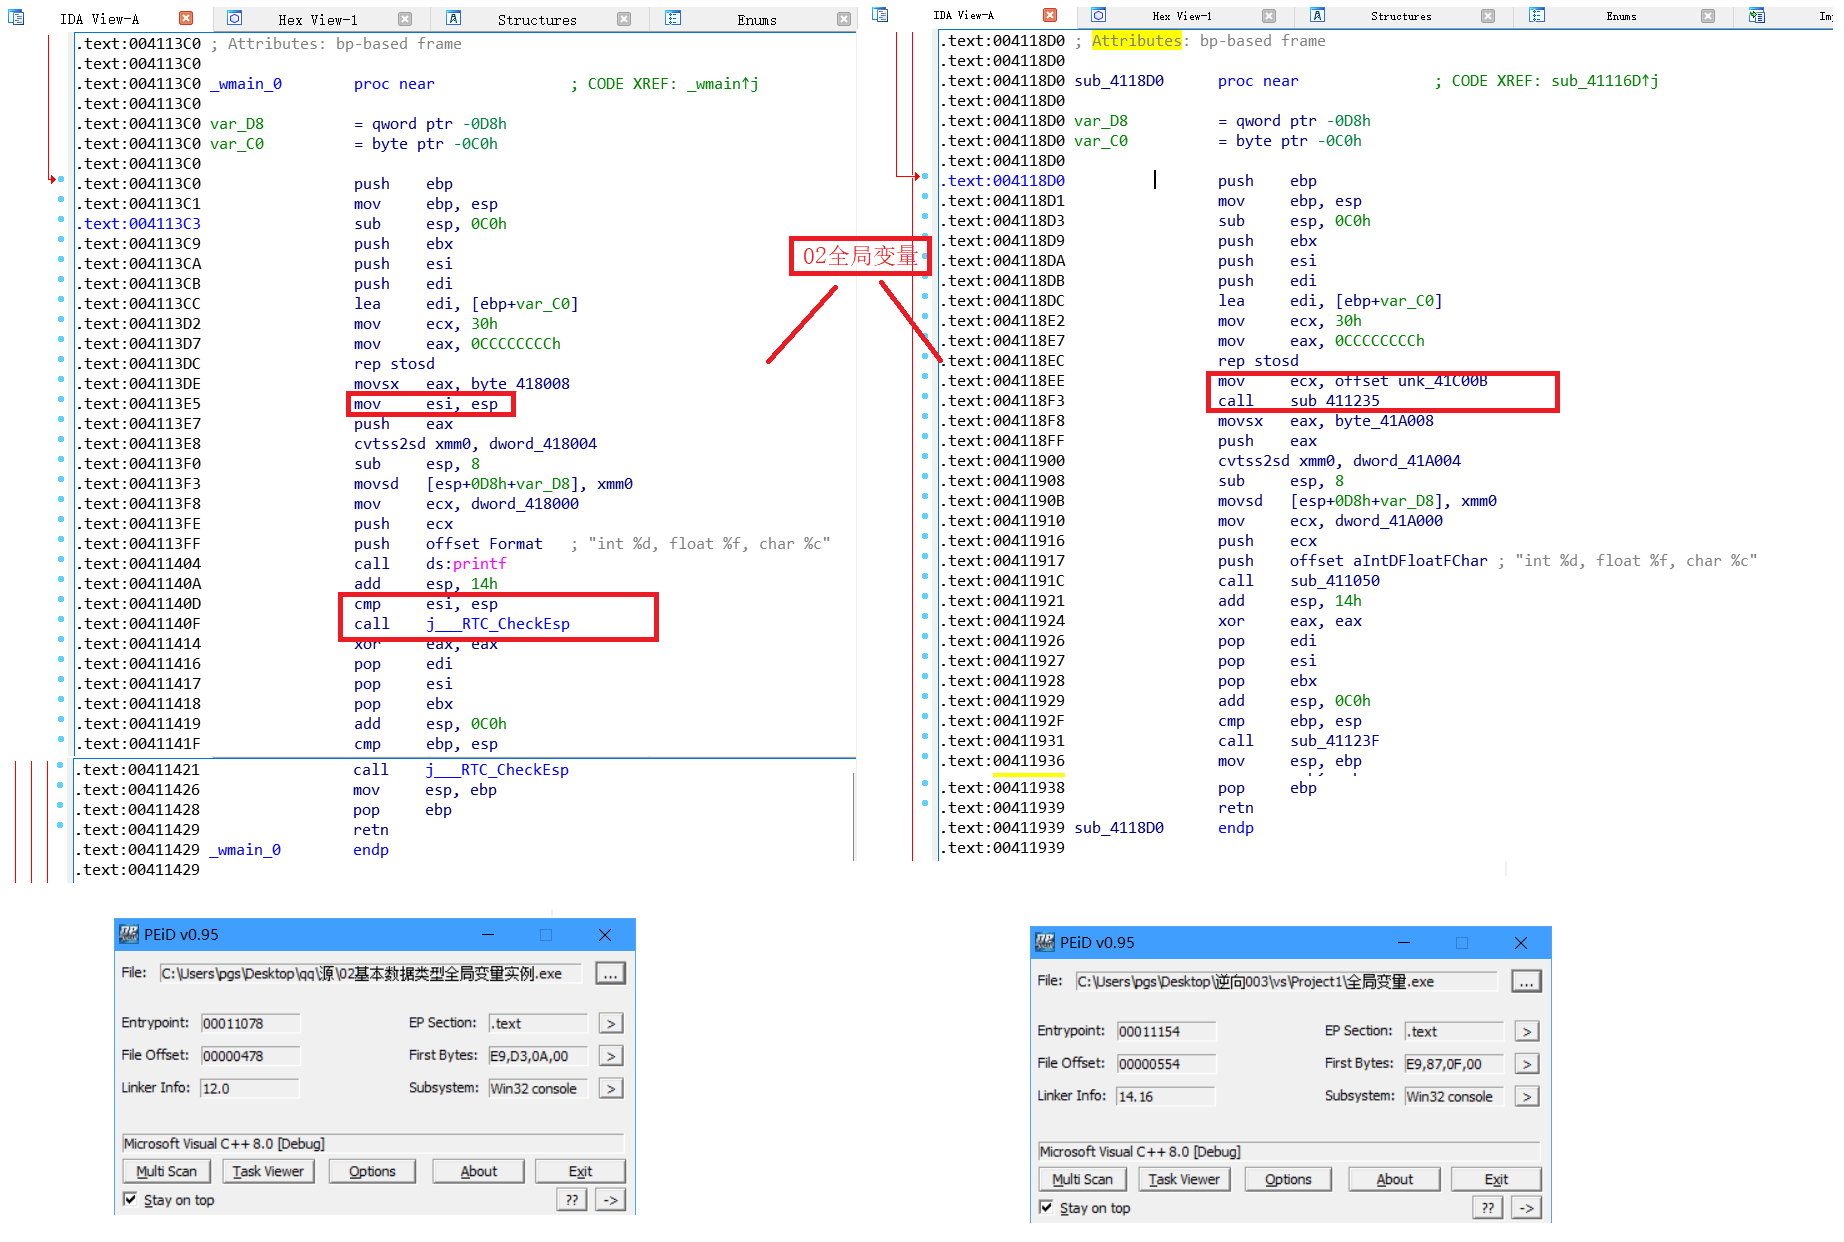 IDA View-A
Hex View-1
Structures
Enums
.text:004113C0 ; Attributes: bp-based frame
.text:004113C0
.text:004113C0 _wmain_0 proc near ; CODE XREF: _wmain↑j
.text:004113C0
.text:004113C0 var_D8 = qword ptr -0D8h
.text:004113C0 var_C0 = byte ptr -0C0h
.text:004113C0
.text:004113C0 push ebp
.text:004113C1 mov ebp, esp
.text:004113C3 sub esp, 0C0h
.text:004113C9 push ebx
.text:004113CA push esi
.text:004113CB push edi
.text:004113CC lea edi, [ebp+var_C0]
.text:004113D2 mov ecx, 30h
.text:004113D7 mov eax, 0CCCCCCCCh
.text:004113DC rep stosd
.text:004113DE movsx eax, byte_418008
.text:004113E5 mov esi, esp
.text:004113E7 push eax
.text:004113E8 cvtss2sd xmm0, dword_418004
.text:004113F0 sub esp, 8
.text:004113F3 movsd [esp+0D8h+var_D8], xmm0
.text:004113F8 mov ecx, dword_418000
.text:004113FE push ecx
.text:004113FF push offset Format ; "int %d, float %f, char %c"
.text:00411404 call ds:printf
.text:0041140A add esp, 14h
.text:0041140D cmp esi, esp
.text:0041140F call j___RTC_CheckEsp
.text:00411414 xor eax, eax
.text:00411416 pop edi
.text:00411417 pop esi
.text:00411418 pop ebx
.text:00411419 add esp, 0C0h
.text:0041141F cmp ebp, esp
.text:00411421 call j___RTC_CheckEsp
.text:00411426 mov esp, ebp
.text:00411428 pop ebp
.text:00411429 retn
.text:00411429 _wmain_0 endp
.text:00411429
02全局变量
IDA View-A
Hex View-1
Structures
Enums
.text:004118D0 ; Attributes: bp-based frame
.text:004118D0
.text:004118D0 sub_4118D0 proc near ; CODE XREF: sub_41116D↑j
.text:004118D0
.text:004118D0 var_D8 = qword ptr -0D8h
.text:004118D0 var_C0 = byte ptr -0C0h
.text:004118D0
.text:004118D0 push ebp
.text:004118D1 mov ebp, esp
.text:004118D3 sub esp, 0C0h
.text:004118D9 push ebx
.text:004118DA push esi
.text:004118DB push edi
.text:004118DC lea edi, [ebp+var_C0]
.text:004118E2 mov ecx, 30h
.text:004118E7 mov eax, 0CCCCCCCCh
.text:004118EC rep stosd
.text:004118EE mov ecx, offset unk_41C00B
.text:004118F3 call sub_411235
.text:004118F8 movsx eax, byte_41A008
.text:004118FF push eax
.text:00411900 cvtss2sd xmm0, dword_41A004
.text:00411908 sub esp, 8
.text:0041190B movsd [esp+0D8h+var_D8], xmm0
.text:00411910 mov ecx, dword_41A000
.text:00411916 push ecx
.text:00411917 push offset aIntDFloatFChar ; "int %d, float %f, char %c"
.text:0041191C call sub_411050
.text:00411921 add esp, 14h
.text:00411924 xor eax, eax
.text:00411926 pop edi
.text:00411927 pop esi
.text:00411928 pop ebx
.text:00411929 add esp, 0C0h
.text:0041192F cmp ebp, esp
.text:00411931 call sub_41123F
.text:00411936 mov esp, ebp
.text:00411938 pop ebp
.text:00411939 retn
.text:00411939 sub_4118D0 endp
.text:00411939
PEiD v0.95
File: C:\Users\pgs\Desktop\qq\源\02基本数据类型全局变量实例.exe ...
Entrypoint: 00011078 EP Section: .text >
File Offset: 00000478 First Bytes: E9,D3,0A,00 >
Linker Info: 12.0 Subsystem: Win32 console >
Microsoft Visual C++ 8.0 [Debug]
Multi Scan Task Viewer Options About Exit
Stay on top ?? ->
PEiD v0.95
File: C:\Users\pgs\Desktop\逆向003\vs\Project1\全局变量.exe ...
Entrypoint: 00011154 EP Section: .text >
File Offset: 00000554 First Bytes: E9,87,0F,00 >
Linker Info: 14.16 Subsystem: Win32 console >
Microsoft Visual C++ 8.0 [Debug]
Multi Scan Task Viewer Options About Exit
Stay on top ?? ->